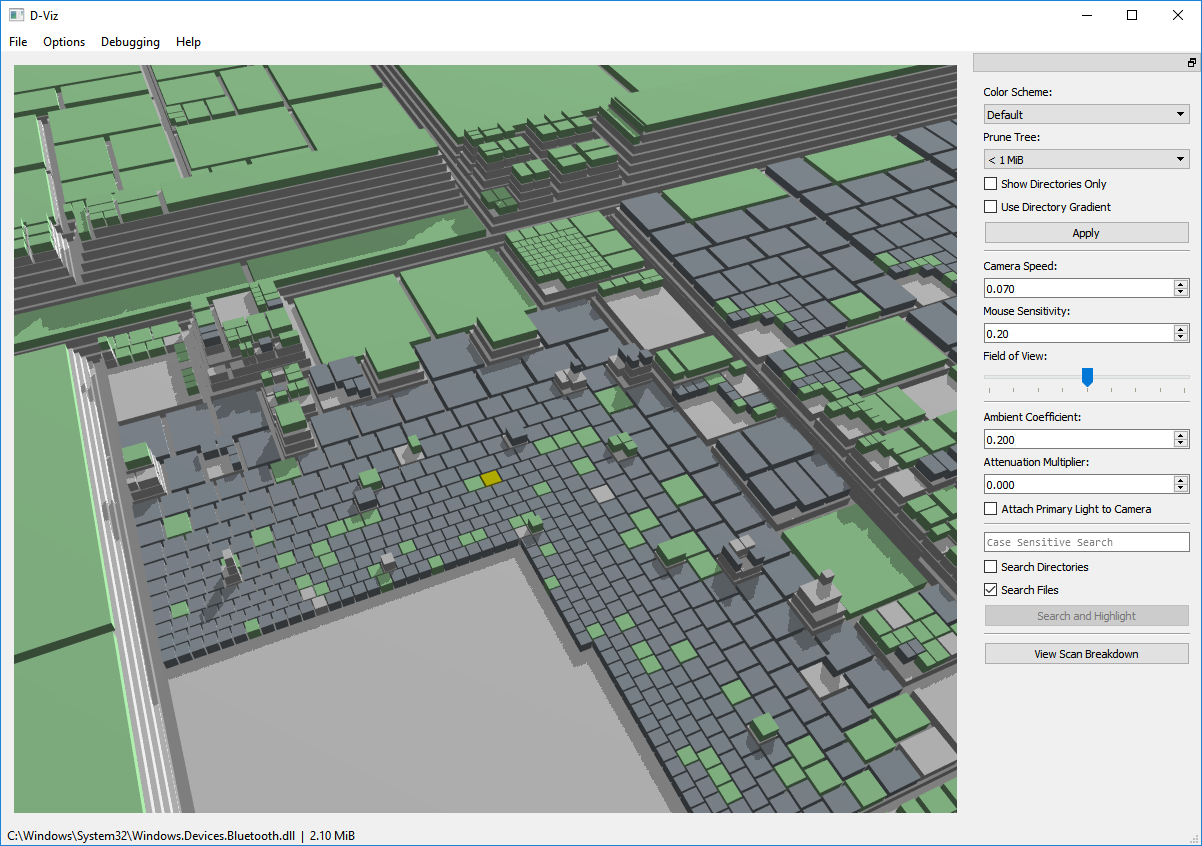 D-Viz
File Options Debugging Help
Color Scheme:
Default
Prune Tree:
< 1 MiB
Show Directories Only
Use Directory Gradient
Apply
Camera Speed:
0.070
Mouse Sensitivity:
0.20
Field of View:
Ambient Coefficient:
0.200
Attenuation Multiplier:
0.000
Attach Primary Light to Camera
Case Sensitive Search
Search Directories
Search Files
Search and Highlight
View Scan Breakdown
C:\Windows\System32\Windows.Devices.Bluetooth.dll | 2.10 MiB